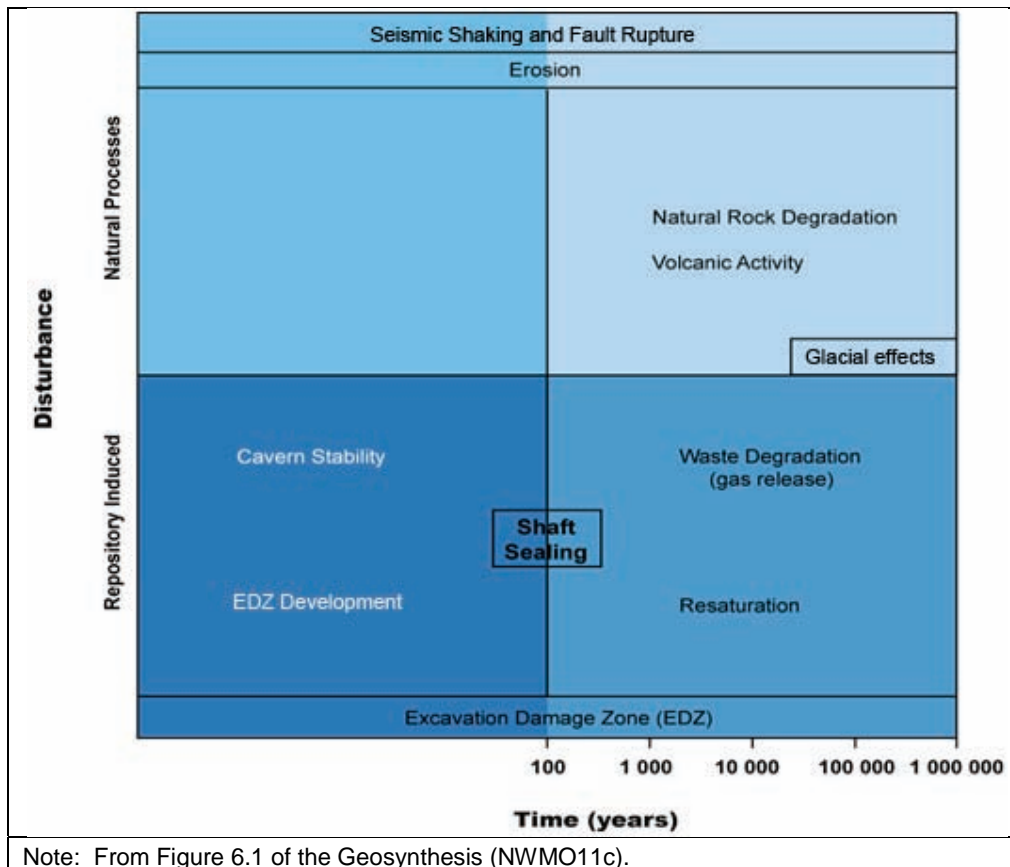 Seismic Shaking and Fault Rupture
Erosion
Disturbance
Natural Processes
Natural Rock Degradation
Volcanic Activity
Glacial effects
Repository Induced
Cavern Stability
Waste Degradation
(gas release)
Shaft
Sealing
EDZ Development
Resaturation
Excavation Damage Zone (EDZ)
100 1 000 10 000 100 000 1 000 000
Time (years)
Note: From Figure 6.1 of the Geosynthesis (NWMO11c).